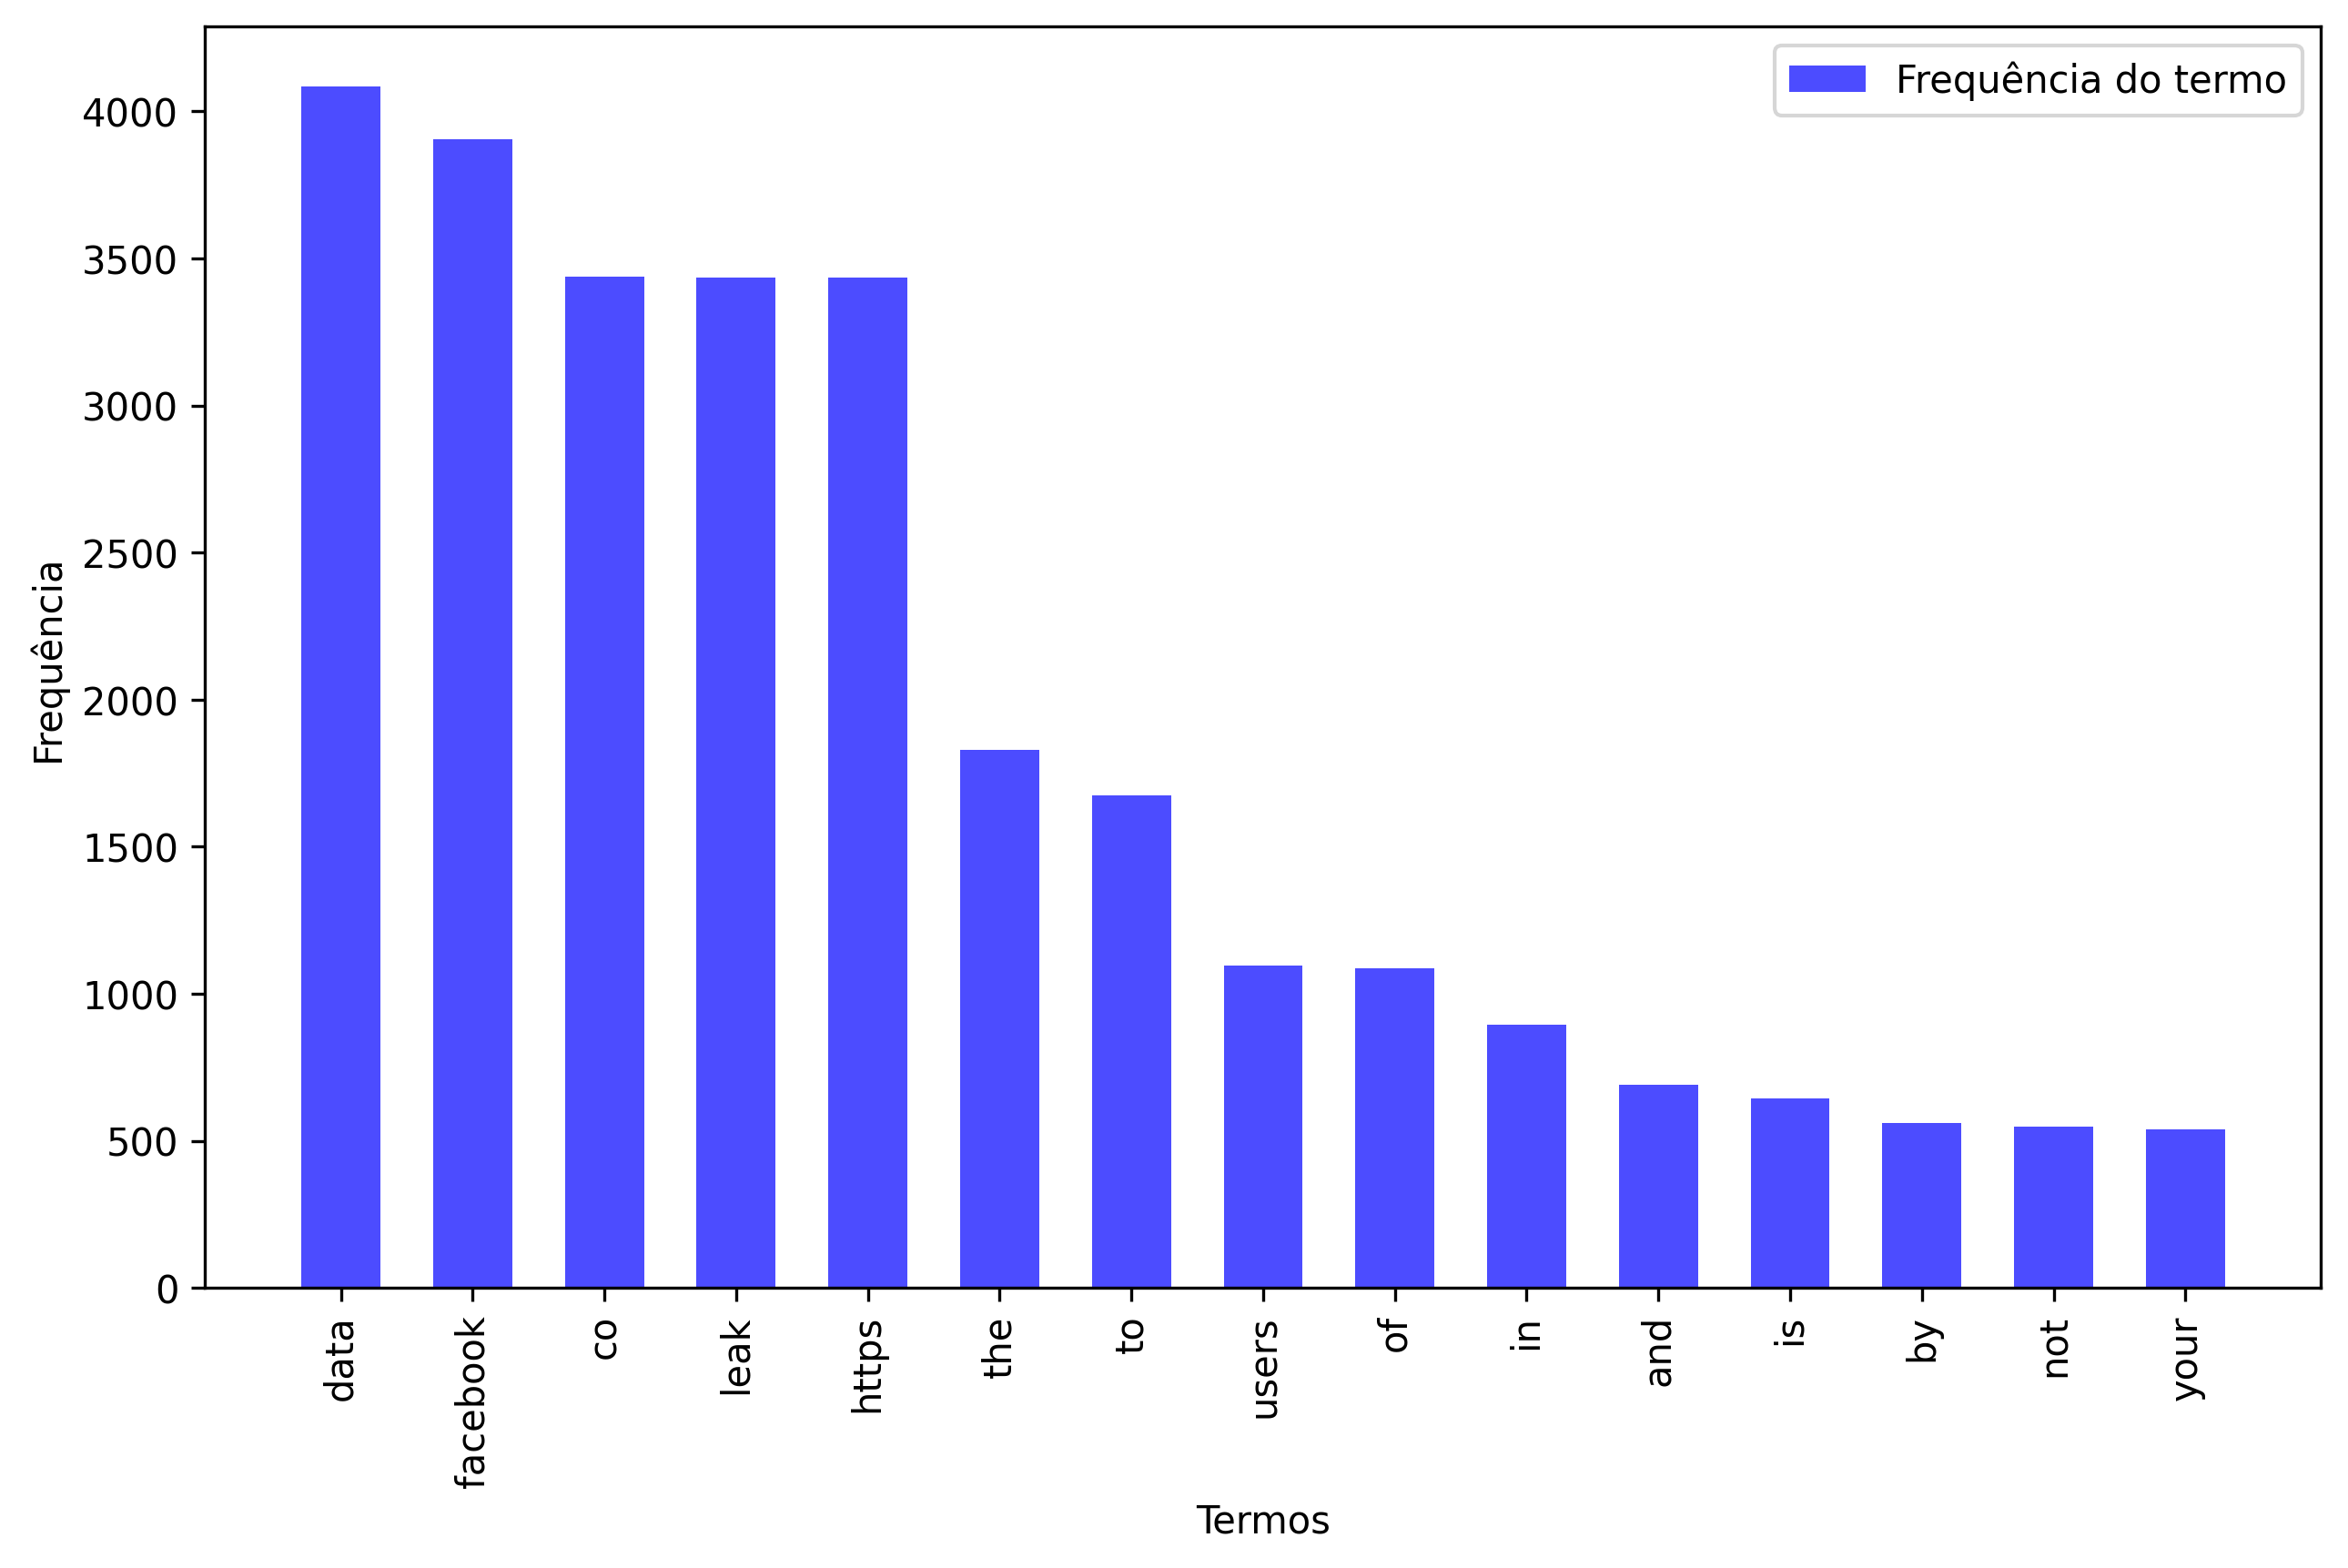 Frequência do termo
Frequência
4000
3500
3000
2500
2000
1500
1000
500
0
data
facebook
co
leak
https
the
to
users
of
in
and
is
by
not
your
Termos